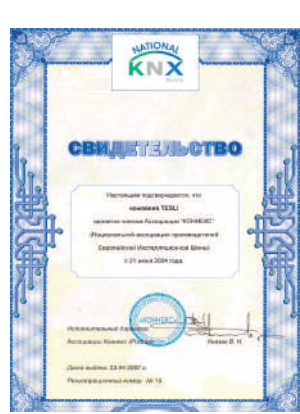 NATIONAL
KNX
СВИДЕТЕЛЬСТВО
Настоящим подтверждается, что
компания TESLI
является членом Ассоциации "КОННЕКС"
(Национальной ассоциации производителей
Европейской Инсталляционной Шины)
с 21 июня 2004 года.
Исполнительный директор
Ассоциации Коннекс (Россия)
«КОННЕКС»
В. Н.
Дата выдачи: 23.04.2007 г.
Регистрационный номер: № 15